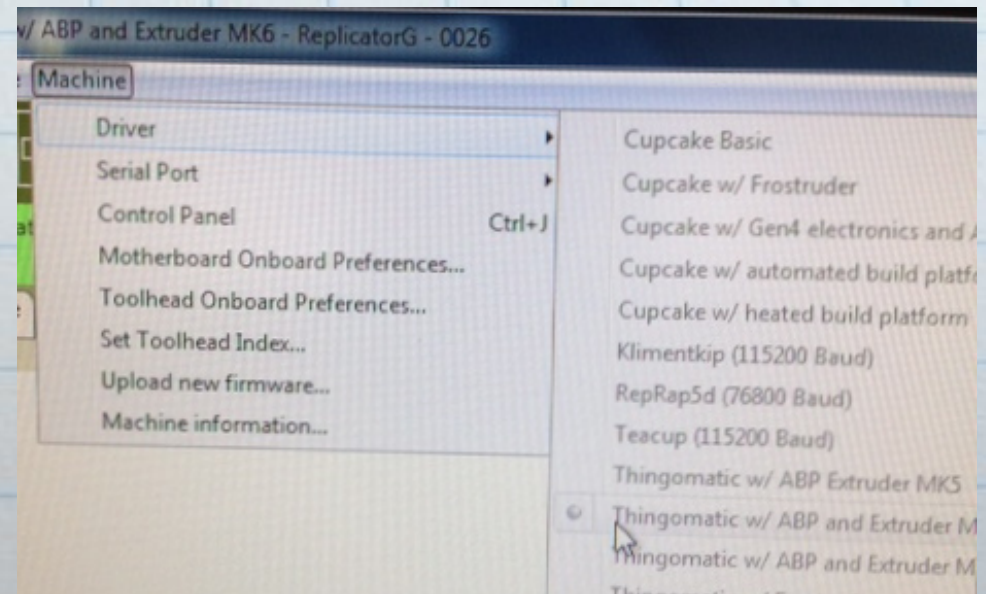 w/ ABP and Extruder MK6 - ReplicatorG - 0026
Machine
Driver
Serial Port
Control Panel Ctrl+J
Motherboard Onboard Preferences...
Toolhead Onboard Preferences...
Set Toolhead Index...
Upload new firmware...
Machine information...
Cupcake Basic
Cupcake w/ Frostruder
Cupcake w/ Gen4 electronics and
Cupcake w/ automated build platfo
Cupcake w/ heated build platform
Klimentkip (115200 Baud)
RepRap5d (76800 Baud)
Teacup (115200 Baud)
Thingomatic w/ ABP Extruder MK5
Thingomatic w/ ABP and Extruder M
Thingomatic w/ ABP and Extruder M